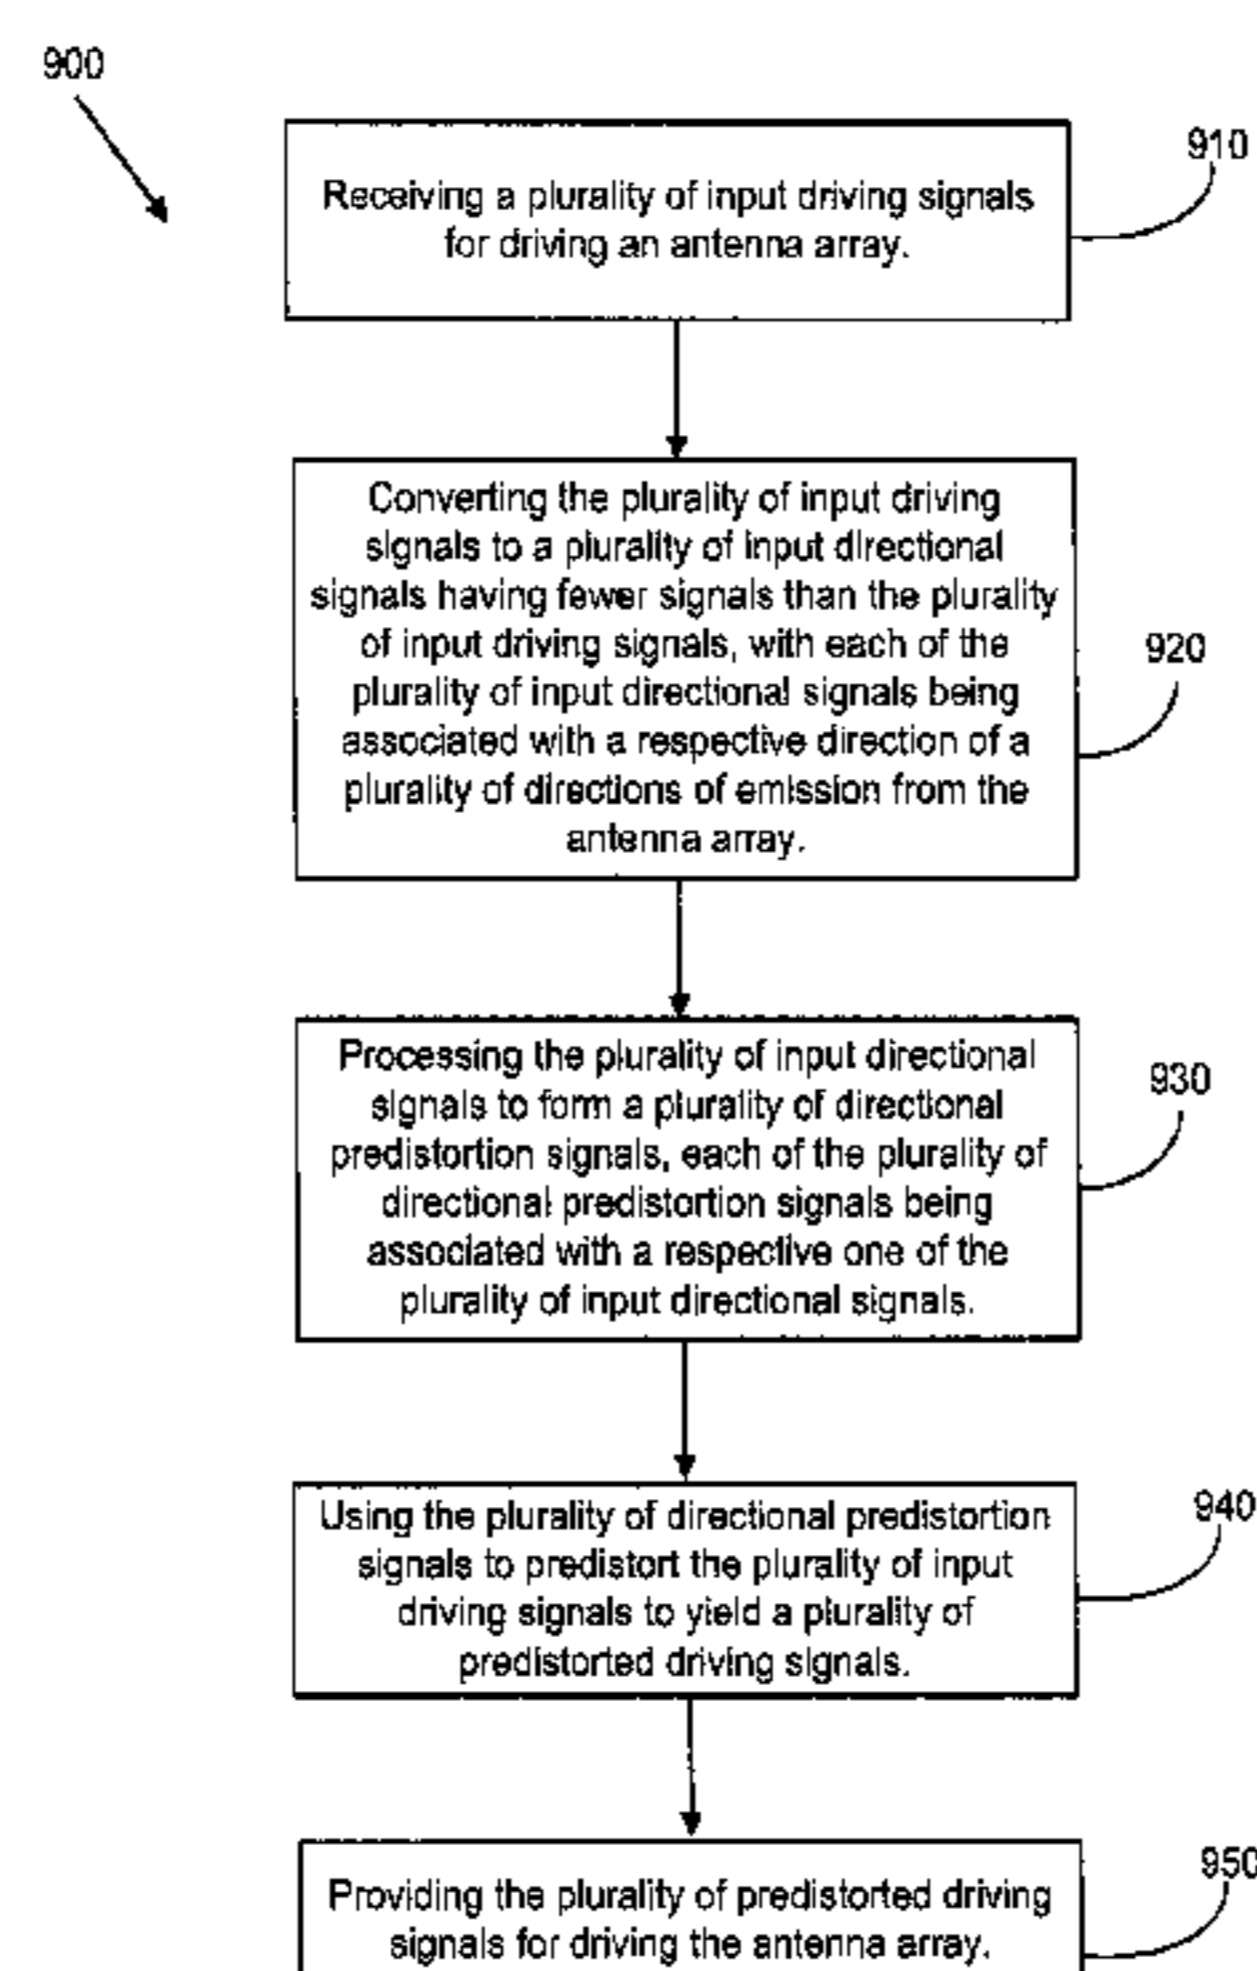 900
910
Receiving a plurality of input driving signals
for driving an antenna array.
Converting the plurality of input driving
signals to a plurality of input directional
signals having fewer signals than the plurality
of input driving signals, with each of the
plurality of input directional signals being
associated with a respective direction of a
plurality of directions of emission from the
antenna array.
920
Processing the plurality of input directional
signals to form a plurality of directional
predistortion signals, each of the plurality of
directional predistortion signals being
associated with a respective one of the
plurality of input directional signals.
930
Using the plurality of directional predistortion
signals to predistort the plurality of input
driving signals to yield a plurality of
predistorted driving signals.
940
Providing the plurality of predistorted driving
signals for driving the antenna array.
950